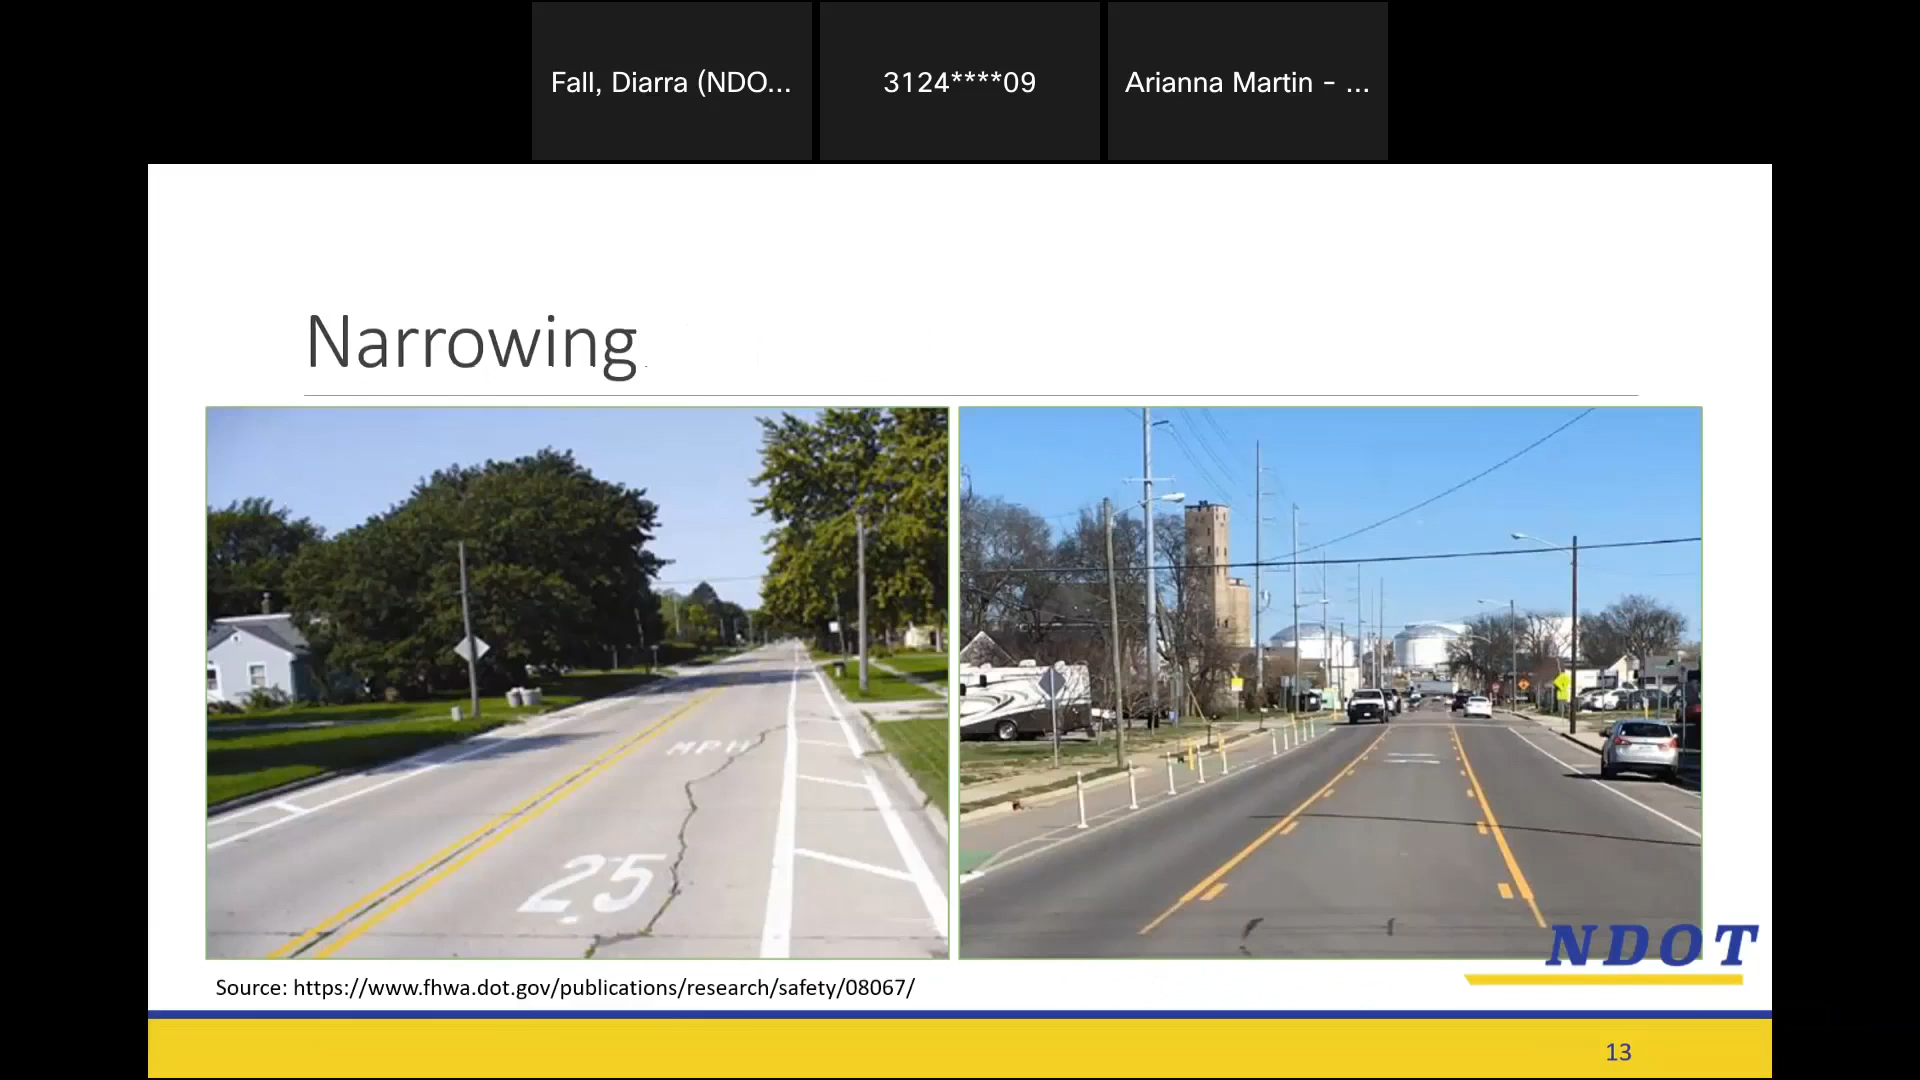 Fall, Diarra (NDO...
3124****09
Arianna Martin - ...
Narrowing
MPH
25
Source: https://www.fhwa.dot.gov/publications/research/safety/08067/
NDOT
13